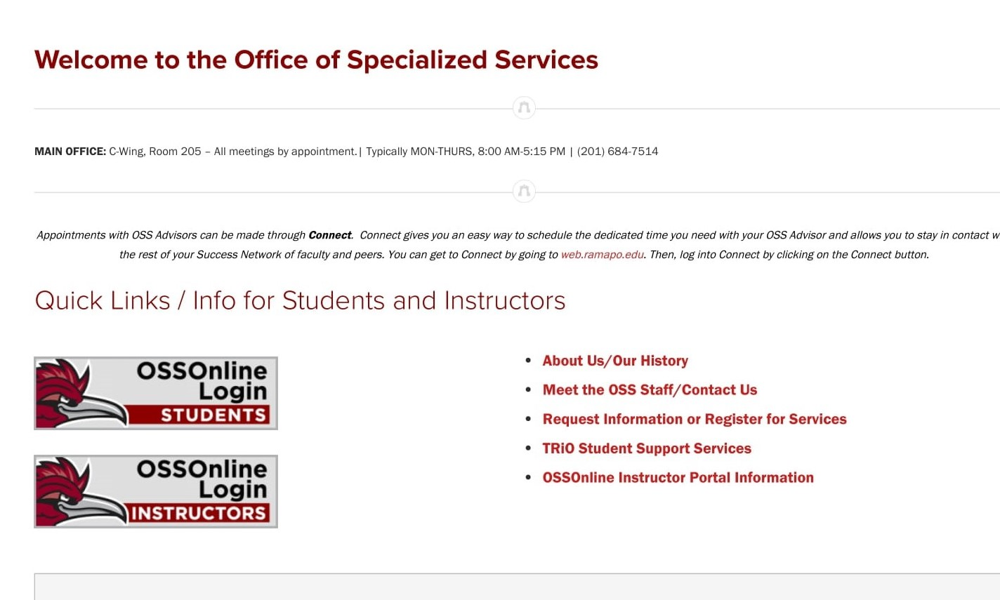 Welcome to the Office of Specialized Services
MAIN OFFICE: C-Wing, Room 205 – All meetings by appointment.| Typically MON-THURS, 8:00 AM-5:15 PM | (201) 684-7514
Appointments with OSS Advisors can be made through Connect.  Connect gives you an easy way to schedule the dedicated time you need with your OSS Advisor and allows you to stay in contact
the rest of your Success Network of faculty and peers. You can get to Connect by going to web.ramapo.edu. Then, log into Connect by clicking on the Connect button.
Quick Links / Info for Students and Instructors
OSSOnline
Login
STUDENTS
OSSOnline
Login
INSTRUCTORS
• About Us/Our History
• Meet the OSS Staff/Contact Us
• Request Information or Register for Services
• TRiO Student Support Services
• OSSOnline Instructor Portal Information